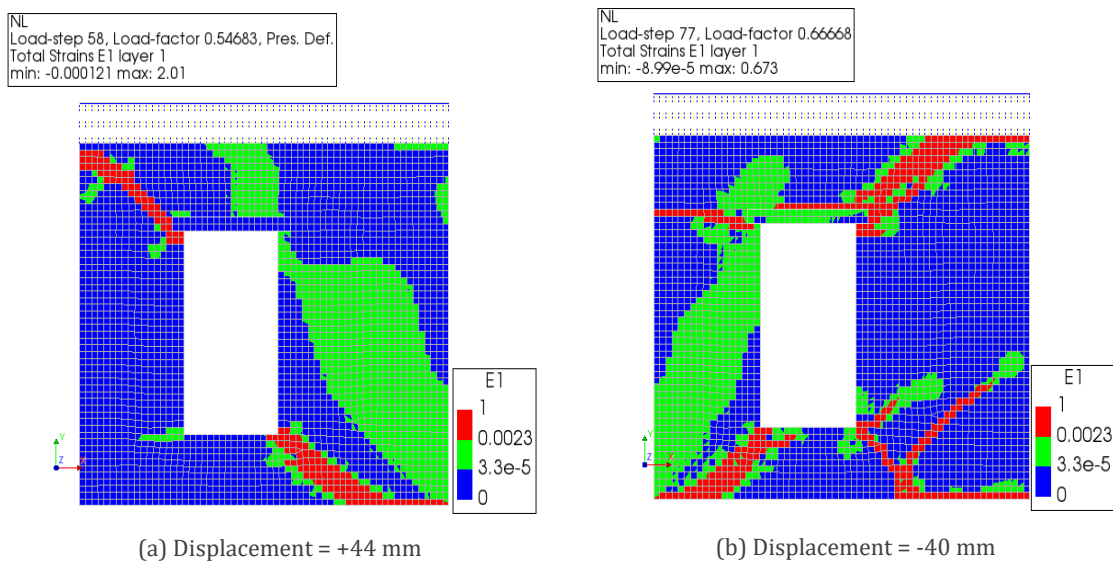 NL
Load-step 58, Load-factor 0.54683, Pres. Def.
Total Strains E1 layer 1
min: -0.000121 max: 2.01
NL
Load-step 77, Load-factor 0.66668
Total Strains E1 layer 1
min: -8.99e-5 max: 0.673
E1
1
0.0023
3.3e-5
0
Y
Z
X
E1
1
0.0023
3.3e-5
0
Y
Z
X
(a) Displacement = +44 mm
(b) Displacement = -40 mm